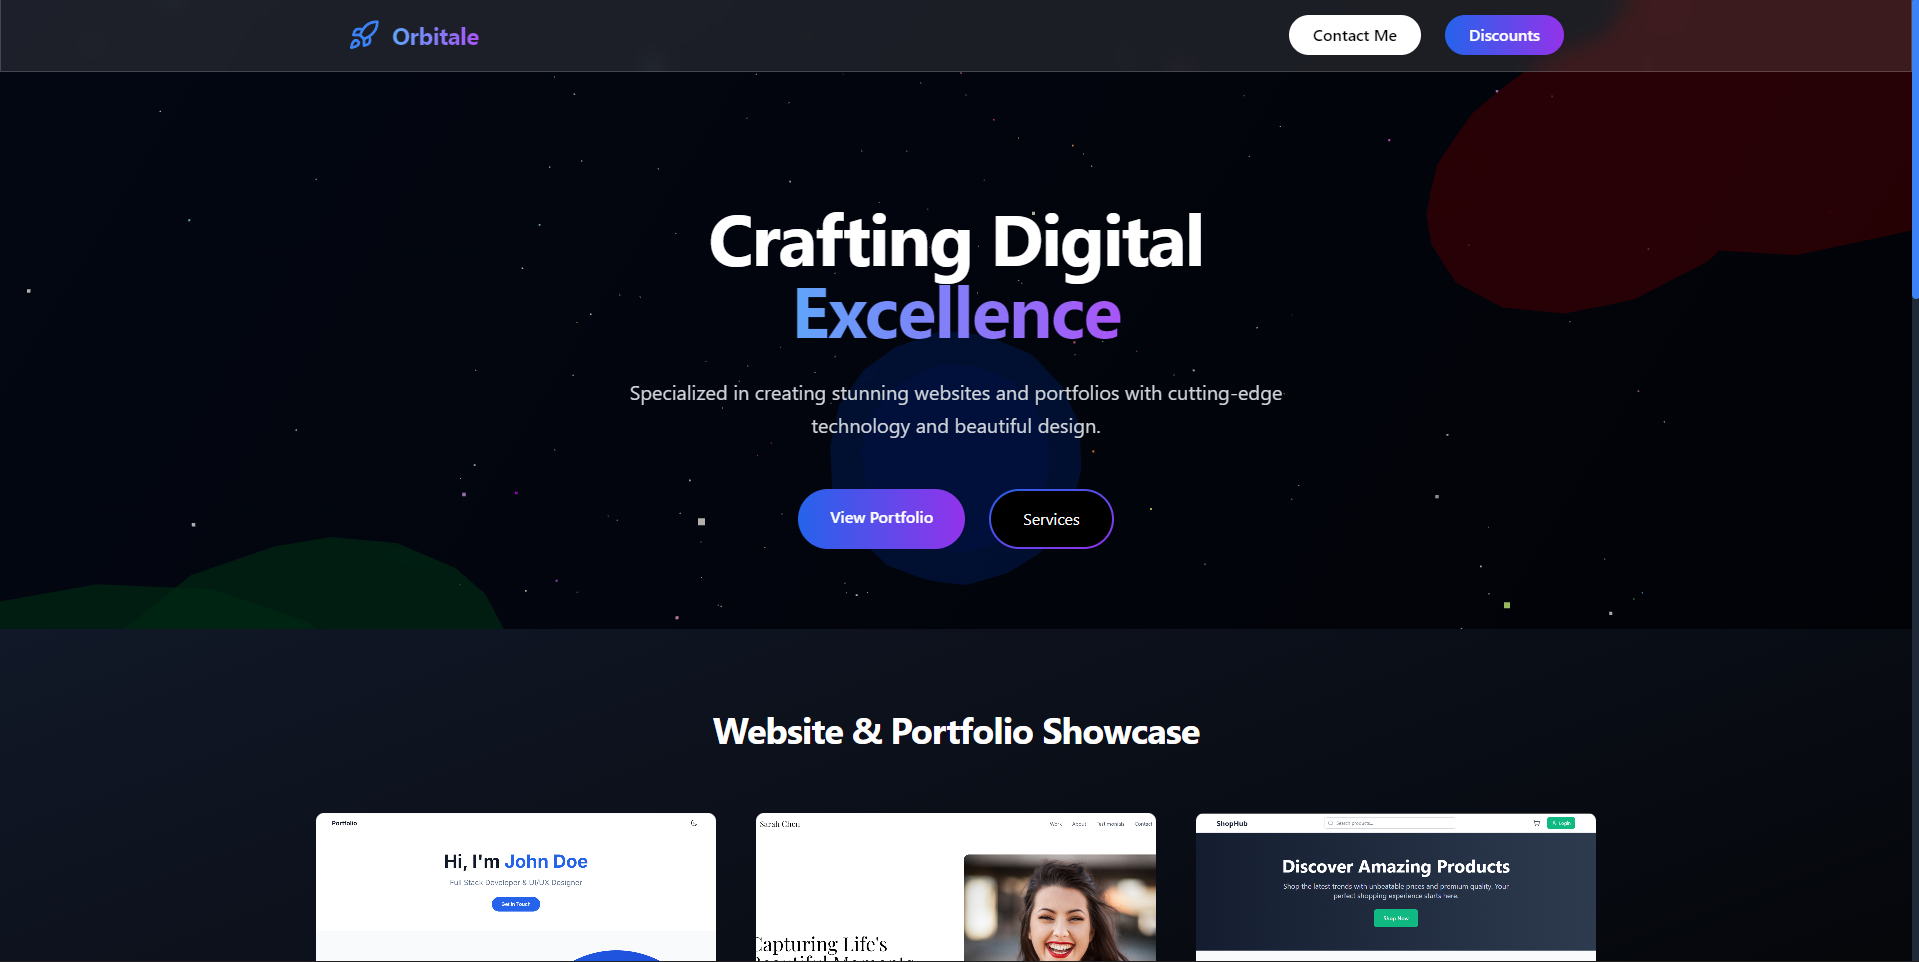 Orbitale
Contact Me
Discounts
Crafting Digital
Excellence
Specialized in creating stunning websites and portfolios with cutting-edge
technology and beautiful design.
View Portfolio
Services
Website & Portfolio Showcase
Portfolio
Hi, I'm John Doe
Full Stack Developer & UI/UX Designer
Get In Touch
Sarah Chen
Work
About
Testimonials
Contact
Capturing Life's
Beautiful Moments
ShopHub
Search products...
Login
Discover Amazing Products
Shop the latest trends with unbeatable prices and premium quality. Your
perfect shopping experience starts here.
Shop Now